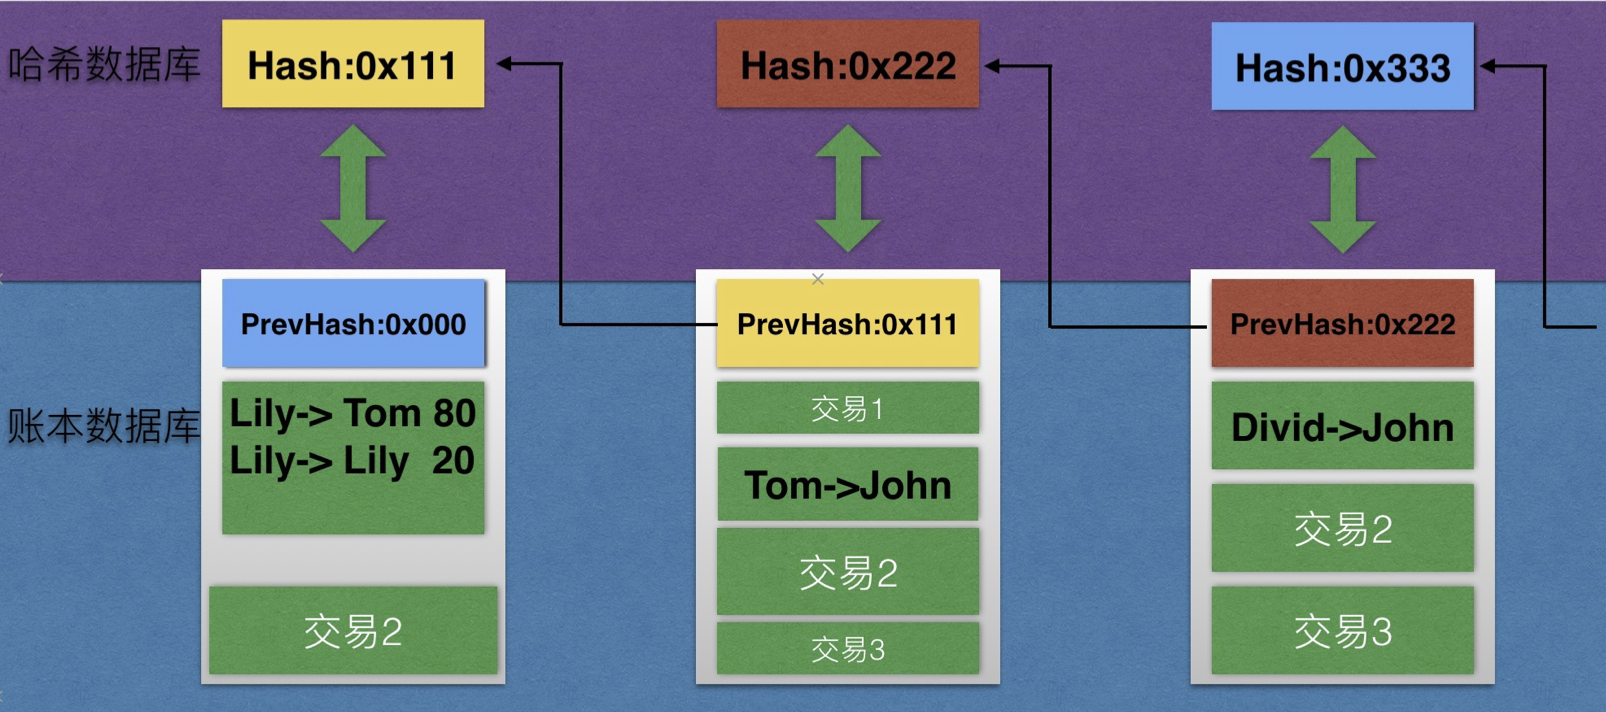 哈希数据库
Hash:0x111
Hash:0x222
Hash:0x333
账本数据库
PrevHash:0x000
Lily-> Tom 80
Lily-> Lily 20
交易2
PrevHash:0x111
交易1
Tom->John
交易2
交易3
PrevHash:0x222
Divid->John
交易2
交易3